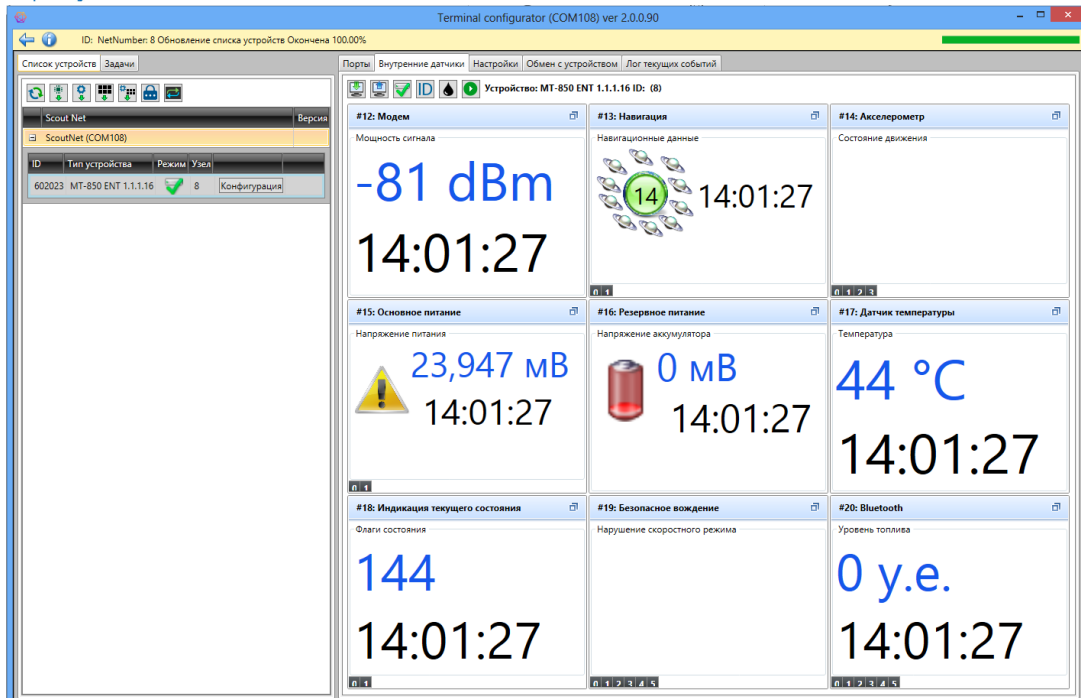 Terminal configurator (COM108) ver 2.0.0.90
ID: NetNumber: 8 Обновление списка устройств Окончена 100.00%
Список устройств Задачи
Порты Внутренние датчики Настройки Обмен с устройством Лог текущих событий
ID Устройство: MT-850 ENT 1.1.1.16 ID: (8)
Scout Net Версия
ScoutNet (COM108)
ID Тип устройства Режим Узел
602023 MT-850 ENT 1.1.1.16 8 Конфигурация
#12: Модем
Мощность сигнала
-81 dBm
14:01:27
#13: Навигация
Навигационные данные
14
14:01:27
0 1
#14: Акселерометр
Состояние движения
0 1 2 3
#15: Основное питание
Напряжение питания
23,947 мВ
14:01:27
0 1
#16: Резервное питание
Напряжение аккумулятора
0 мВ
14:01:27
#17: Датчик температуры
Температура
44 °C
14:01:27
#18: Индикация текущего состояния
Флаги состояния
144
14:01:27
0 1
#19: Безопасное вождение
Нарушение скоростного режима
0 1 2 3 4 5
#20: Bluetooth
Уровень топлива
0 у.е.
14:01:27
0 1 2 3 4 5